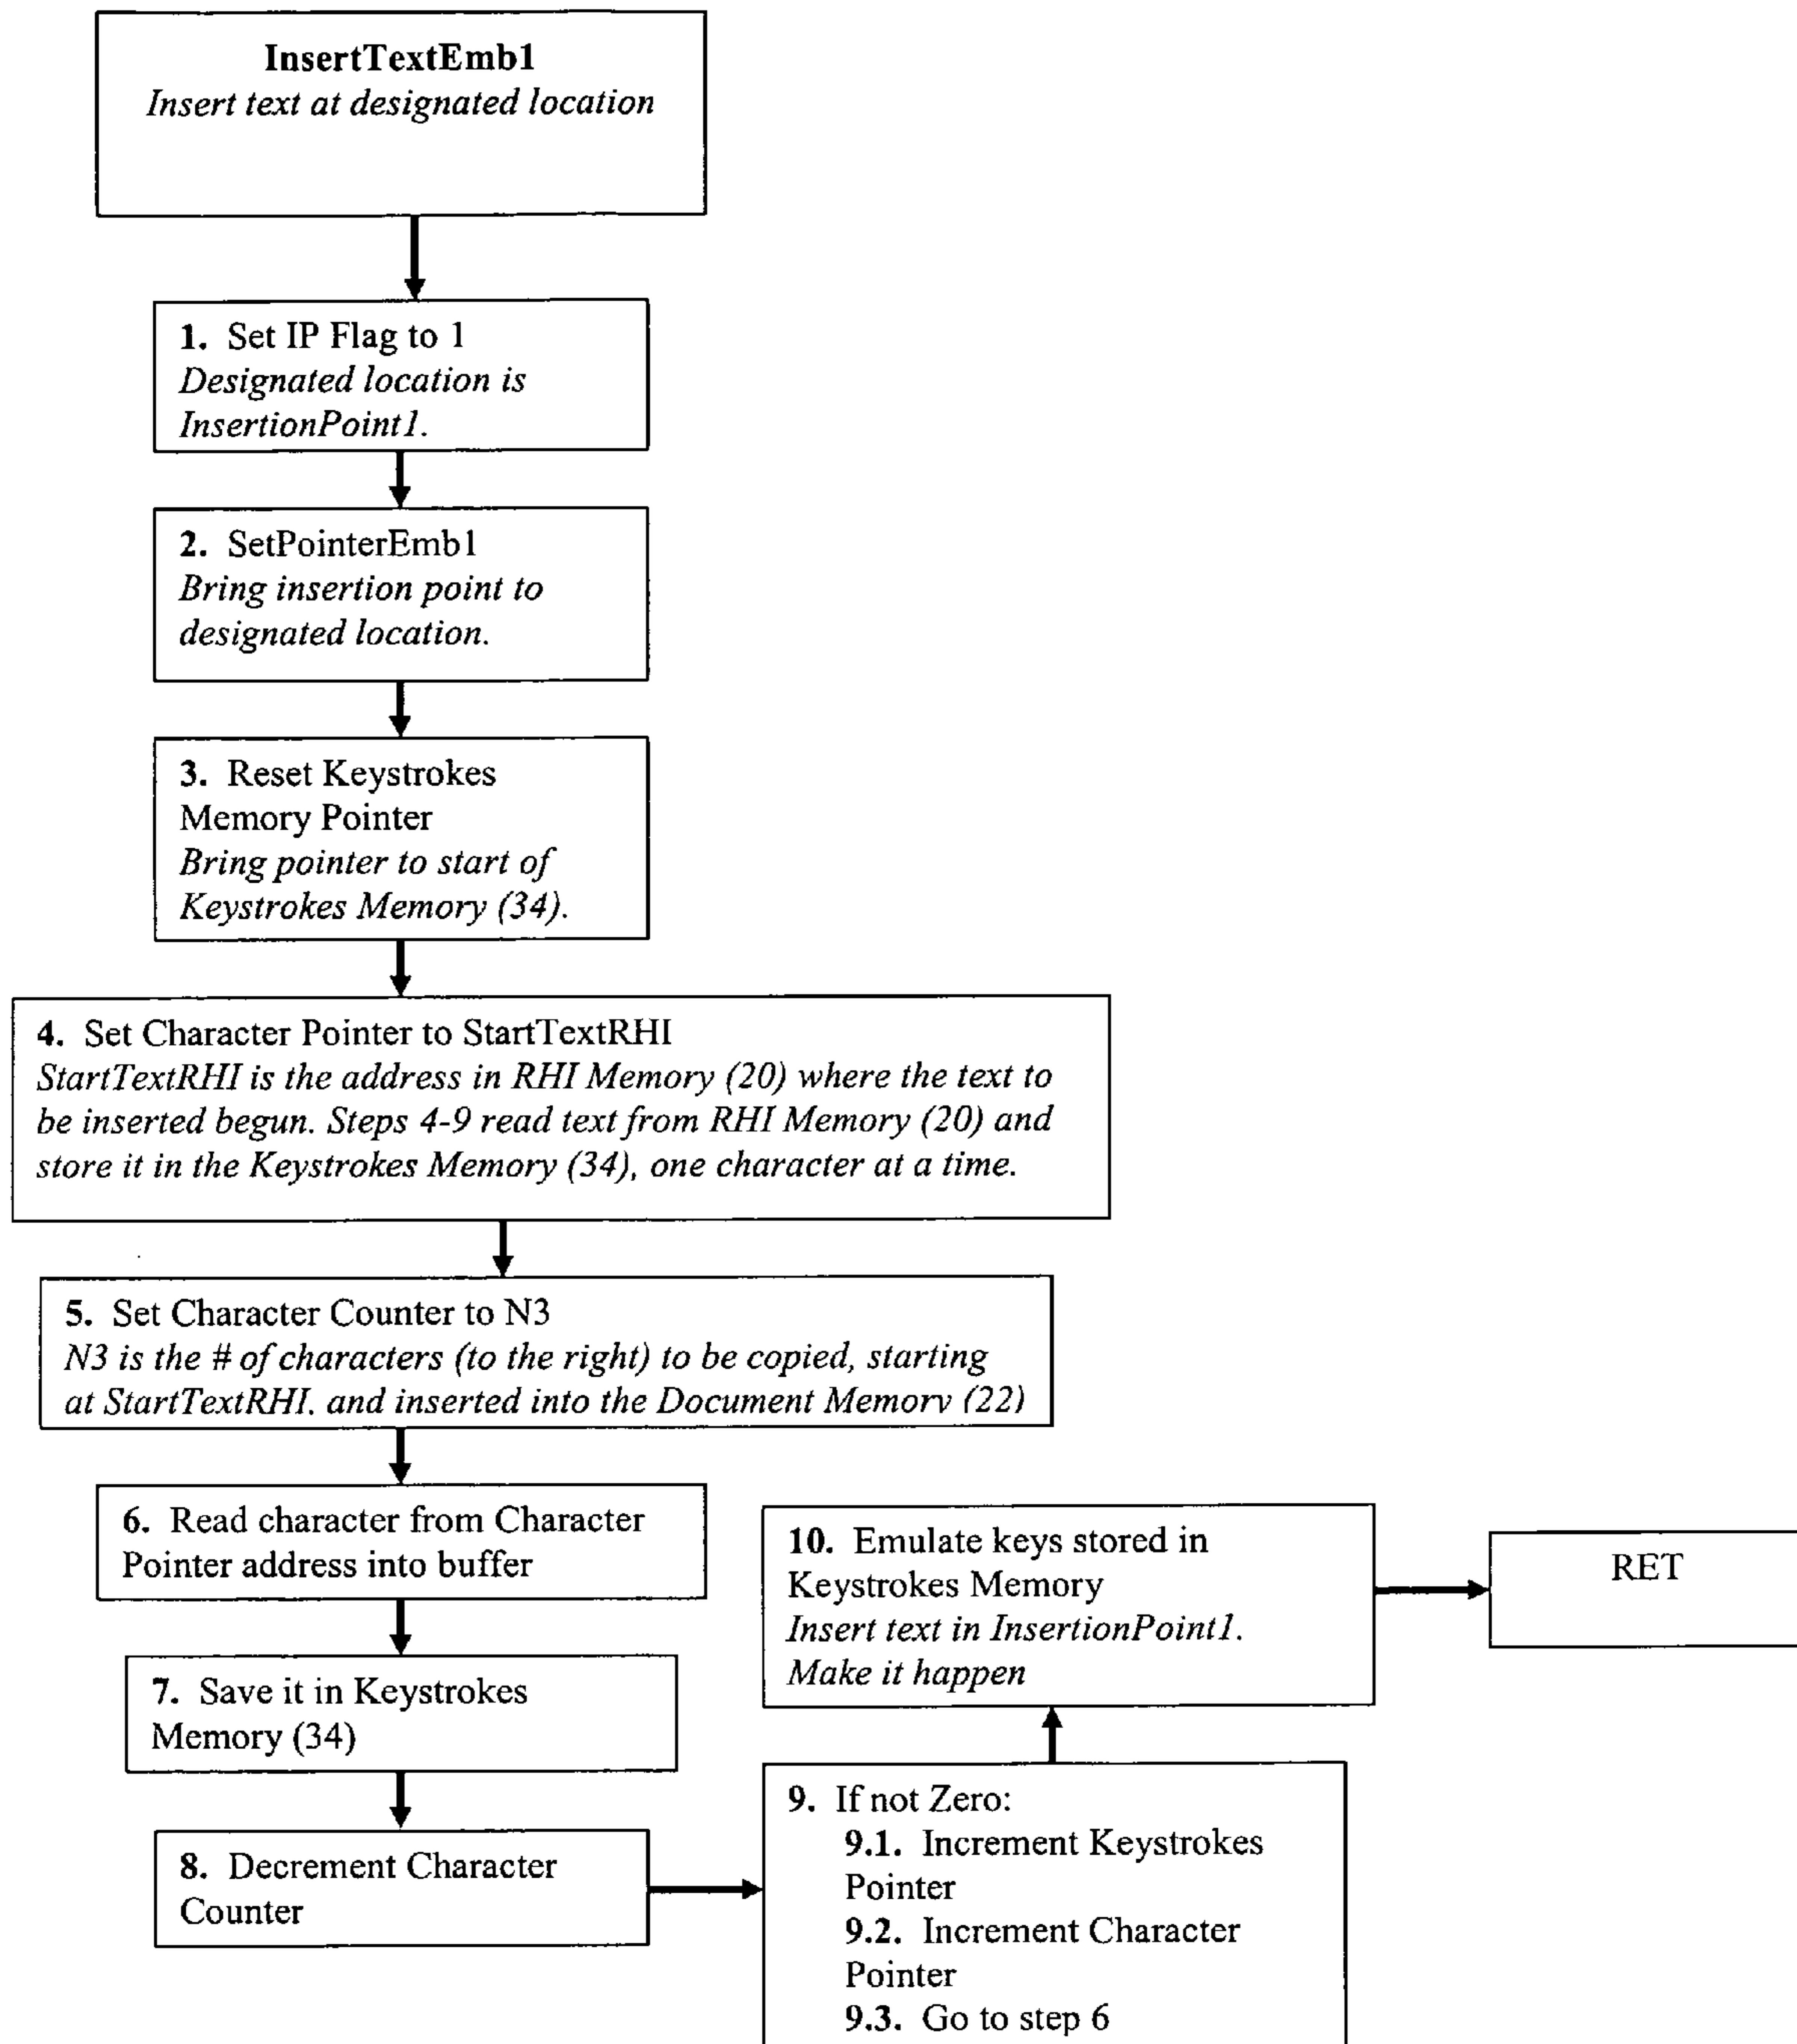 InsertTextEmb1
Insert text at designated location
1. Set IP Flag to 1
Designated location is
InsertionPoint1.
2. SetPointerEmb1
Bring insertion point to
designated location.
3. Reset Keystrokes
Memory Pointer
Bring pointer to start of
Keystrokes Memory (34).
4. Set Character Pointer to StartTextRHI
StartTextRHI is the address in RHI Memory (20) where the text to
be inserted begun. Steps 4-9 read text from RHI Memory (20) and
store it in the Keystrokes Memory (34), one character at a time.
5. Set Character Counter to N3
N3 is the # of characters (to the right) to be copied, starting
at StartTextRHI. and inserted into the Document Memory (22)
6. Read character from Character
Pointer address into buffer
7. Save it in Keystrokes
Memory (34)
8. Decrement Character
Counter
9. If not Zero:
9.1. Increment Keystrokes
Pointer
9.2. Increment Character
Pointer
9.3. Go to step 6
10. Emulate keys stored in
Keystrokes Memory
Insert text in InsertionPoint1.
Make it happen
RET